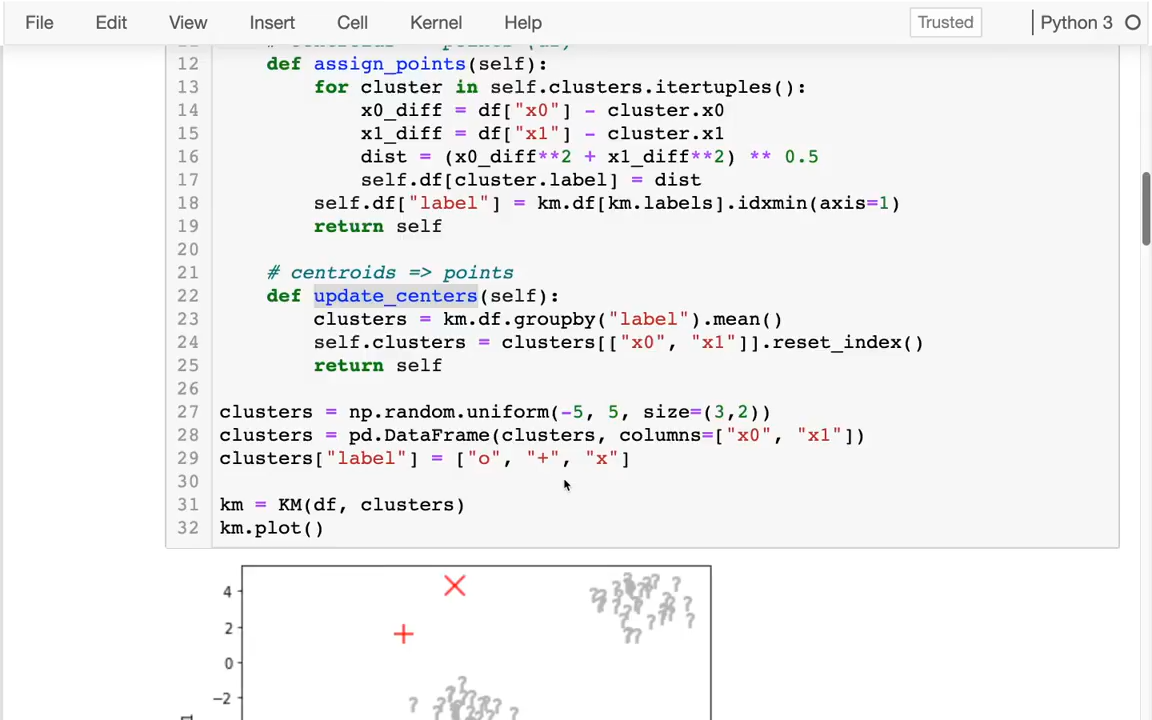 File Edit View Insert Cell Kernel Help Trusted Python 3
12 def assign_points(self):
13 for cluster in self.clusters.itertuples():
14 x0_diff = df["x0"] - cluster.x0
15 x1_diff = df["x1"] - cluster.x1
16 dist = (x0_diff**2 + x1_diff**2) ** 0.5
17 self.df[cluster.label] = dist
18 self.df["label"] = km.df[km.labels].idxmin(axis=1)
19 return self
20
21 # centroids => points
22 def update_centers(self):
23 clusters = km.df.groupby("label").mean()
24 self.clusters = clusters[["x0", "x1"]].reset_index()
25 return self
26
27 clusters = np.random.uniform(-5, 5, size=(3,2))
28 clusters = pd.DataFrame(clusters, columns=["x0", "x1"])
29 clusters["label"] = ["o", "+", "x"]
30
31 km = KM(df, clusters)
32 km.plot()
4
2
0
-2